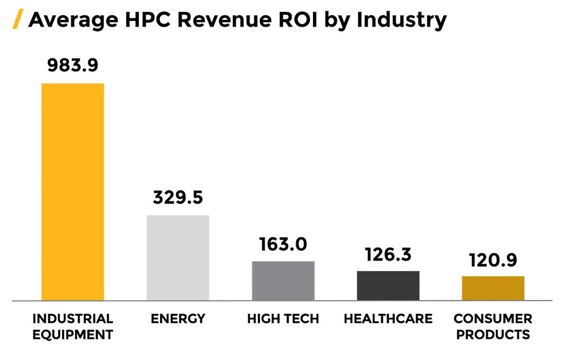 / Average HPC Revenue ROI by Industry
983.9
329.5
163.0
126.3
120.9
INDUSTRIAL
EQUIPMENT
ENERGY
HIGH TECH
HEALTHCARE
CONSUMER
PRODUCTS